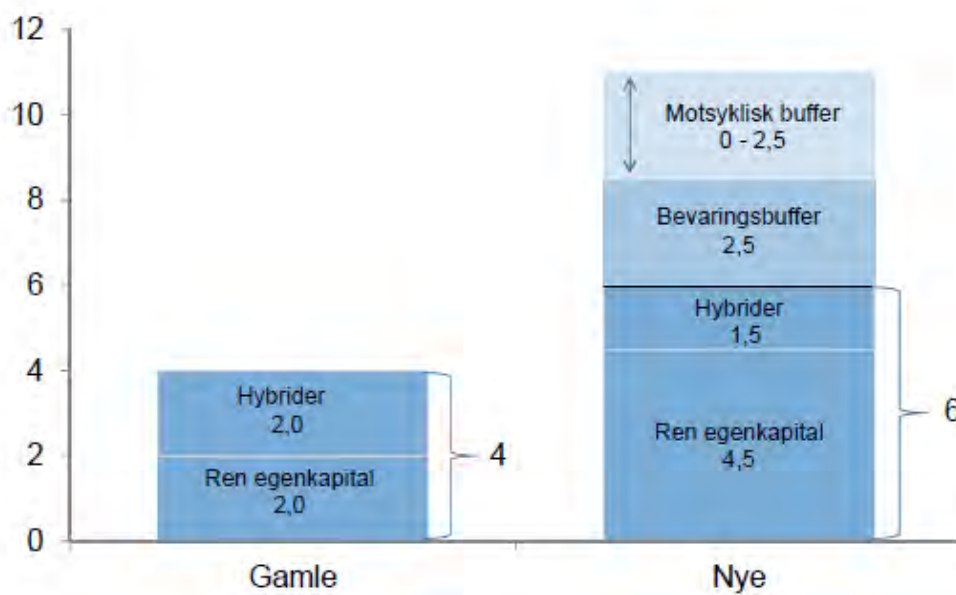 12
10
8
6
4
2
0
Motsyklisk buffer
0 - 2,5
Bevaringsbuffer
2,5
Hybrider
1,5
Ren egenkapital
4,5
6
Hybrider
2,0
Ren egenkapital
2,0
4
Gamle
Nye